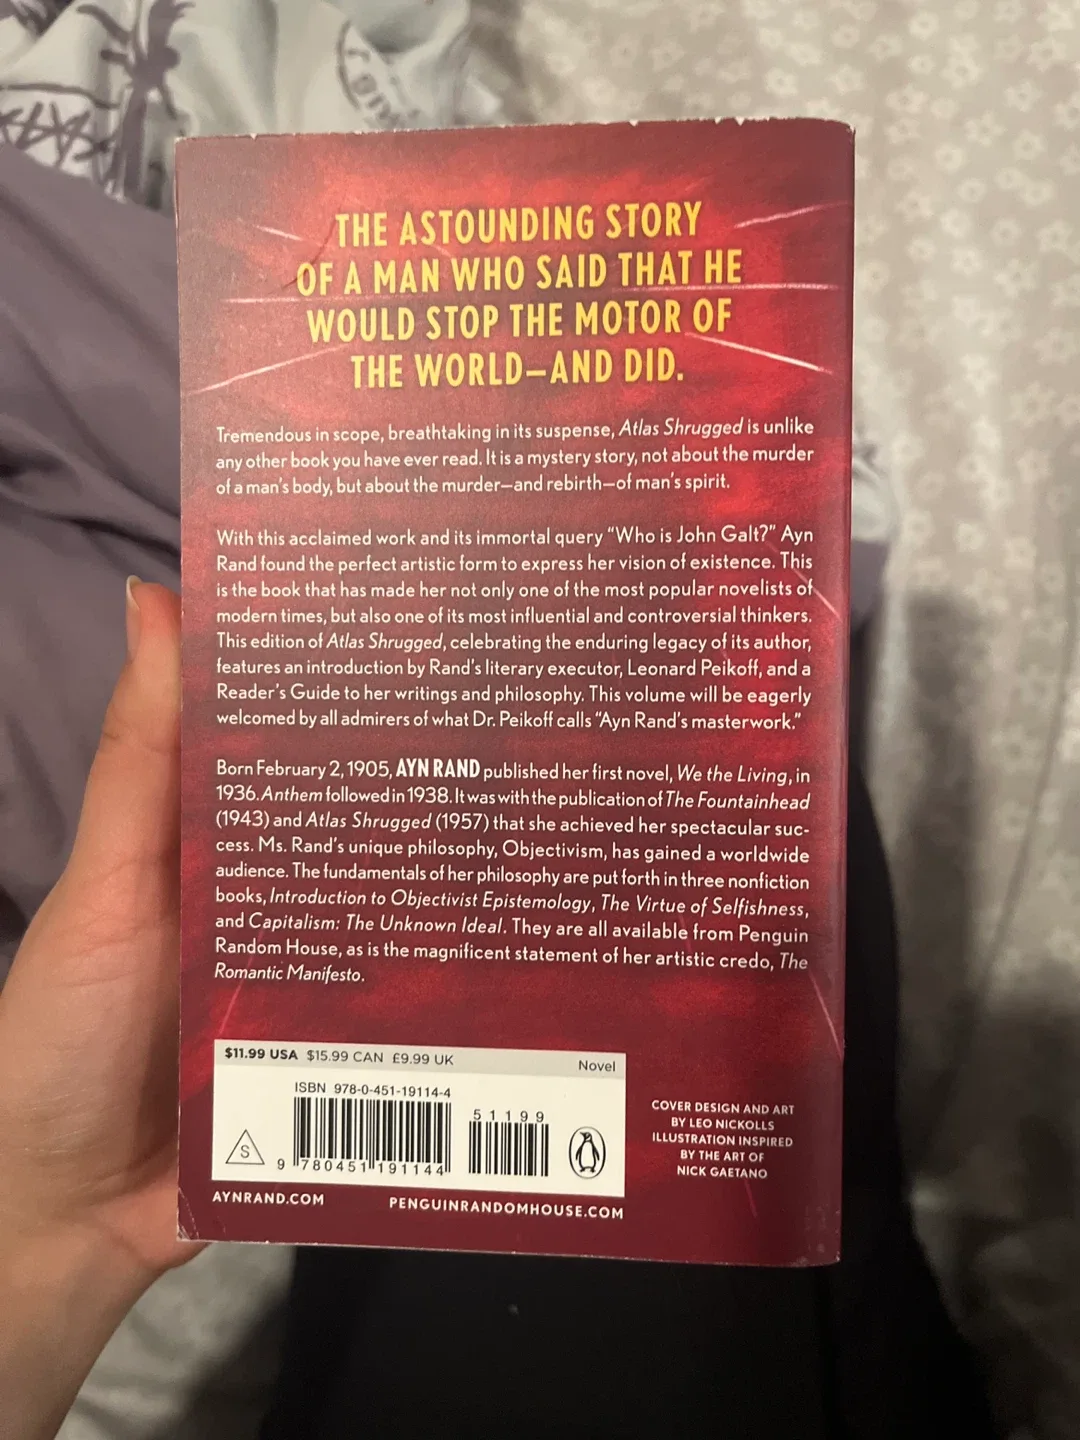 THE ASTOUNDING STORY
OF A MAN WHO SAID THAT HE
WOULD STOP THE MOTOR OF
THE WORLD—AND DID.
Tremendous in scope, breathtaking in its suspense, Atlas Shrugged is unlike
any other book you have ever read. It is a mystery story, not about the murder
of a man's body, but about the murder—and rebirth—of man's spirit.
With this acclaimed work and its immortal query "Who is John Galt?" Ayn
Rand found the perfect artistic form to express her vision of existence. This
is the book that has made her not only one of the most popular novelists of
modern times, but also one of its most influential and controversial thinkers.
This edition of Atlas Shrugged, celebrating the enduring legacy of its author,
features an introduction by Rand's literary executor, Leonard Peikoff, and a
Reader's Guide to her writings and philosophy. This volume will be eagerly
welcomed by all admirers of what Dr. Peikoff calls "Ayn Rand's masterwork."
Born February 2, 1905, AYN RAND published her first novel, We the Living, in
1936. Anthem followed in 1938. It was with the publication of The Fountainhead
(1943) and Atlas Shrugged (1957) that she achieved her spectacular suc-
cess. Ms. Rand's unique philosophy, Objectivism, has gained a worldwide
audience. The fundamentals of her philosophy are put forth in three nonfiction
books, Introduction to Objectivist Epistemology, The Virtue of Selfishness,
and Capitalism: The Unknown Ideal. They are all available from Penguin
Random House, as is the magnificent statement of her artistic credo, The
Romantic Manifesto.
$11.99 USA $15.99 CAN £9.99 UK
Novel
ISBN 978-0-451-19114-4
51199
S
9 780451 191144
COVER DESIGN AND ART
BY LEO NICKOLLS
ILLUSTRATION INSPIRED
BY THE ART OF
NICK GAETANO
AYNRAND.COM
PENGUINRANDOMHOUSE.COM